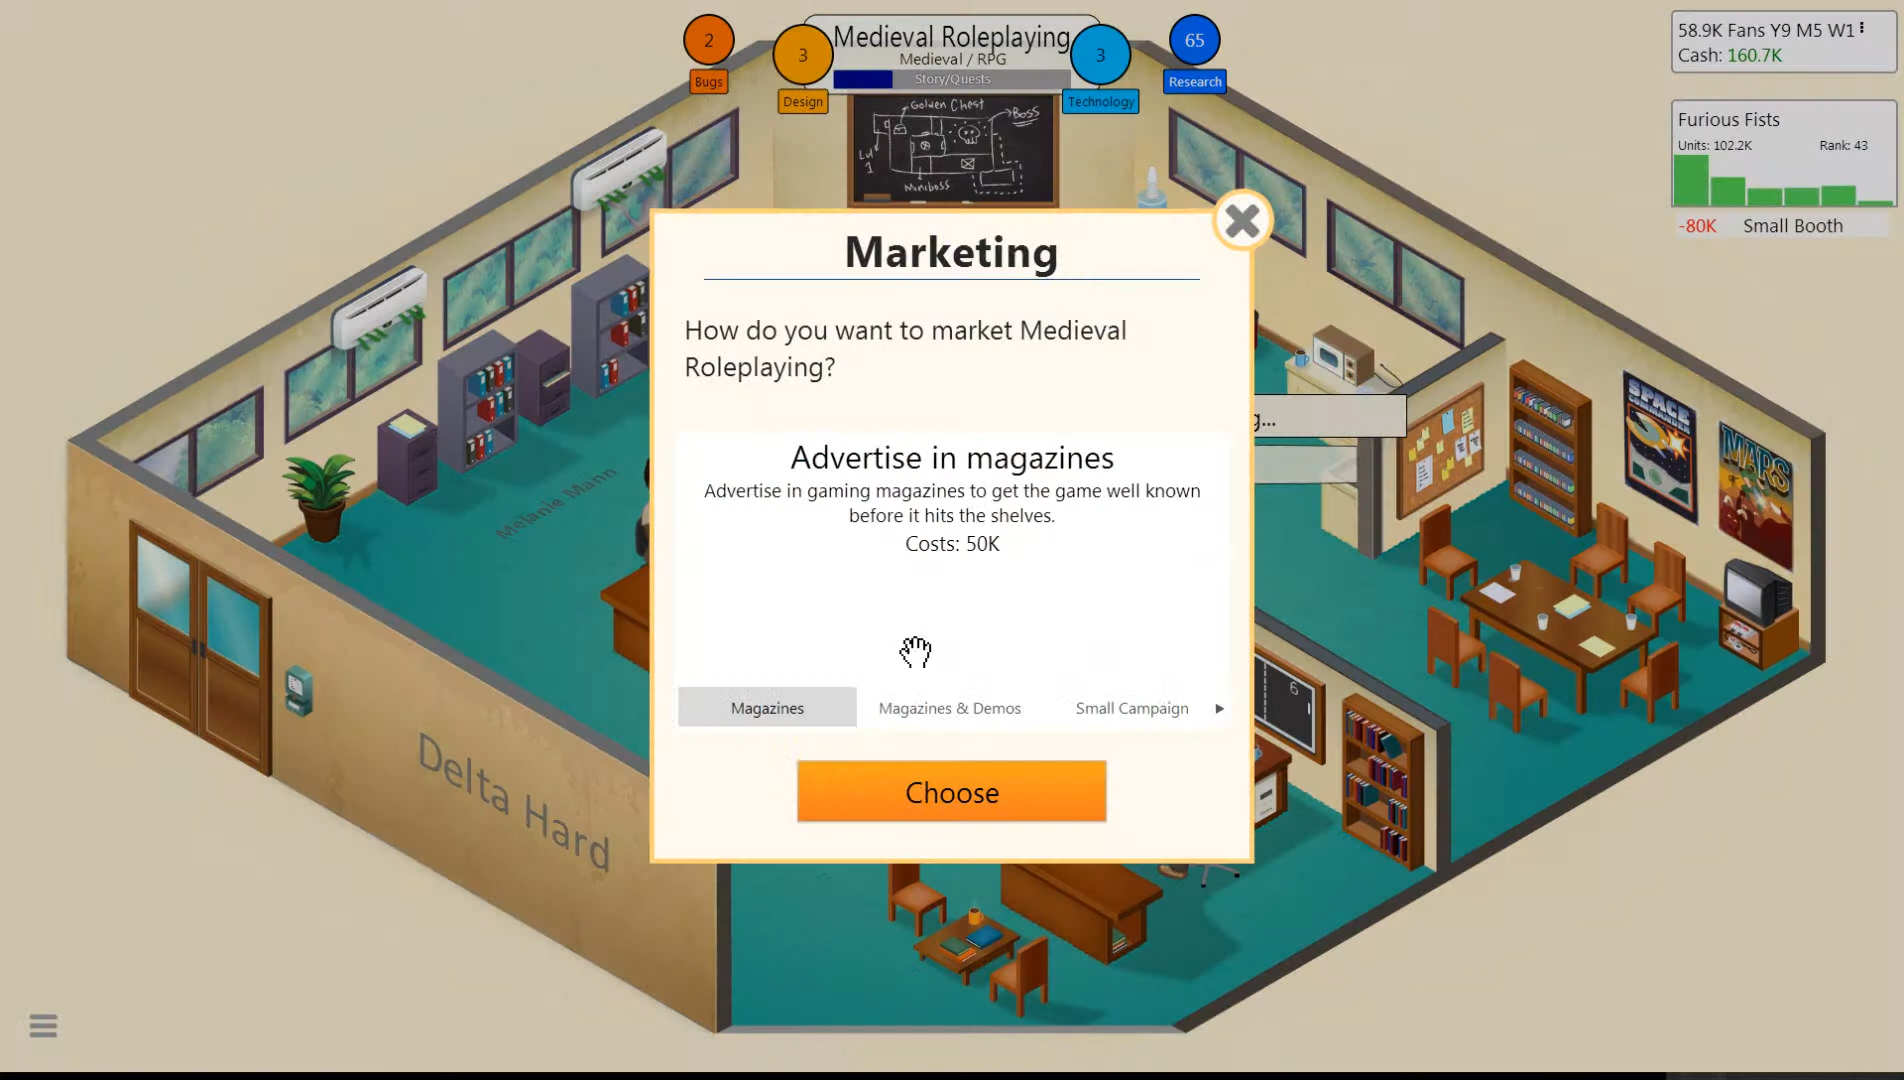 2
Bugs
3
Design
Medieval Roleplaying
Medieval / RPG
Story/Quests
3
Technology
65
Research
58.9K Fans Y9 M5 W1
Cash: 160.7K
Furious Fists
Units: 102.2K
Rank: 43
-80K
Small Booth
Golden Chest
Boss
Lvl
1
Miniboss
Marketing
How do you want to market Medieval
Roleplaying?
Advertise in magazines
Advertise in gaming magazines to get the game well known
before it hits the shelves.
Costs: 50K
Magazines
Magazines & Demos
Small Campaign
Choose
g...
Melanie Mann
Delta Hard
SPACE
MARS
6